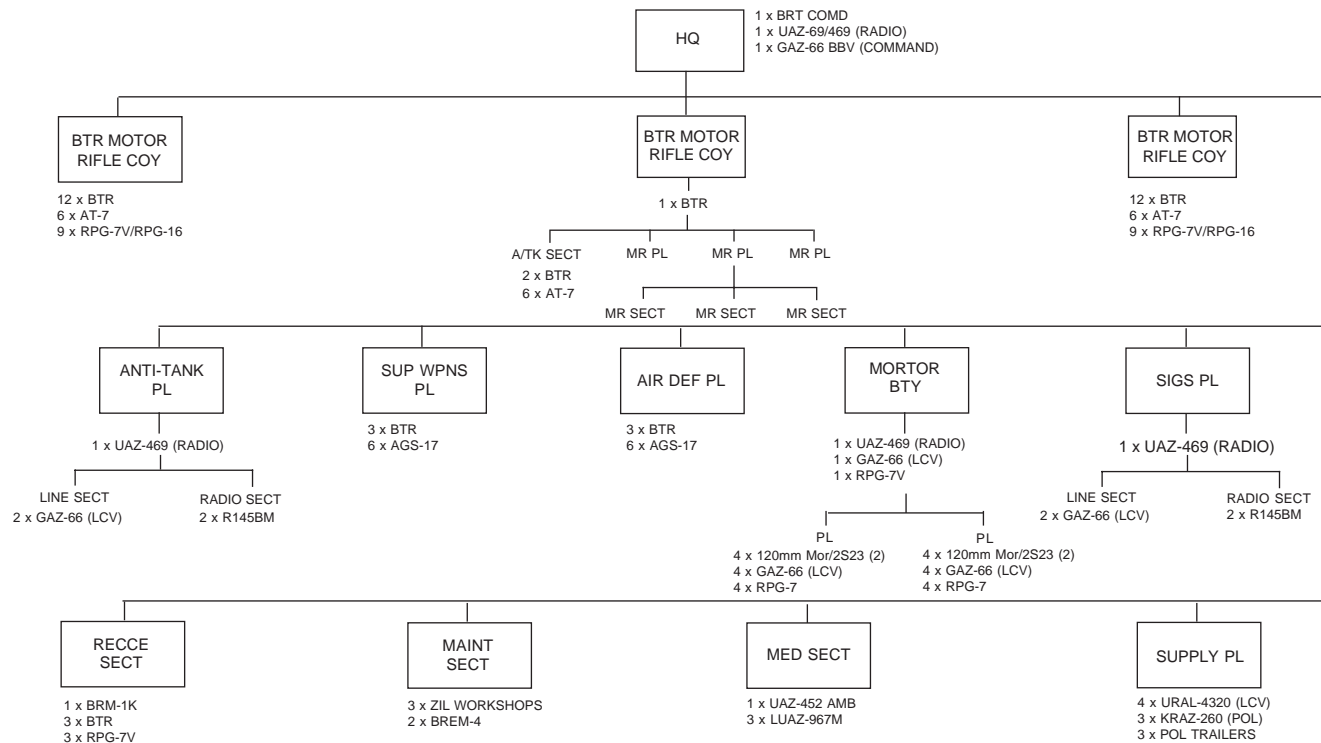 HQ
1 x BRT COMD
1 x UAZ-69/469 (RADIO)
1 x GAZ-66 BBV (COMMAND)
BTR MOTOR
RIFLE COY
12 x BTR
6 x AT-7
9 x RPG-7V/RPG-16
BTR MOTOR
RIFLE COY
1 x BTR
A/TK SECT
2 x BTR
6 x AT-7
MR PL
MR PL
MR PL
MR SECT
MR SECT
MR SECT
BTR MOTOR
RIFLE COY
12 x BTR
6 x AT-7
9 x RPG-7V/RPG-16
ANTI-TANK
PL
1 x UAZ-469 (RADIO)
LINE SECT
2 x GAZ-66 (LCV)
RADIO SECT
2 x R145BM
SUP WPNS
PL
3 x BTR
6 x AGS-17
AIR DEF PL
3 x BTR
6 x AGS-17
MORTOR
BTY
1 x UAZ-469 (RADIO)
1 x GAZ-66 (LCV)
1 x RPG-7V
PL
4 x 120mm Mor/2S23 (2)
4 x GAZ-66 (LCV)
4 x RPG-7
PL
4 x 120mm Mor/2S23 (2)
4 x GAZ-66 (LCV)
4 x RPG-7
SIGS PL
1 x UAZ-469 (RADIO)
LINE SECT
2 x GAZ-66 (LCV)
RADIO SECT
2 x R145BM
RECCE
SECT
1 x BRM-1K
3 x BTR
3 x RPG-7V
MAINT
SECT
3 x ZIL WORKSHOPS
2 x BREM-4
MED SECT
1 x UAZ-452 AMB
3 x LUAZ-967M
SUPPLY PL
4 x URAL-4320 (LCV)
3 x KRAZ-260 (POL)
3 x POL TRAILERS